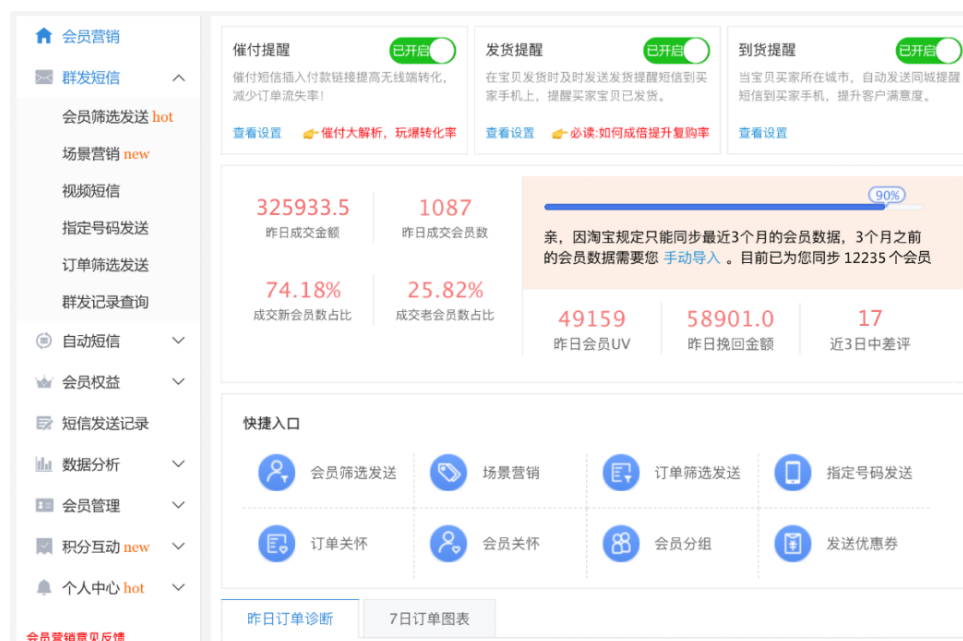 会员营销
群发短信
会员筛选发送 hot
场景营销 new
视频短信
指定号码发送
订单筛选发送
群发记录查询
自动短信
会员权益
短信发送记录
数据分析
会员管理
积分互动 new
个人中心 hot
会员营销意见反馈
催付提醒 已开启
催付短信插入付款链接提高无线端转化，
减少订单流失率！
查看设置 👉催付大解析，玩爆转化率
发货提醒 已开启
在宝贝发货时及时发送发货提醒短信到买
家手机上，提醒买家宝贝已发货。
查看设置 👉必读:如何成倍提升复购率
到货提醒 已开启
当宝贝买家所在城市，自动发送同城提醒
短信到买家手机，提升客户满意度。
查看设置
325933.5 1087
昨日成交金额 昨日成交会员数
74.18% 25.82%
成交新会员数占比 成交老会员数占比
90%
亲，因淘宝规定只能同步最近3个月的会员数据，3个月之前
的会员数据需要您 手动导入 。目前已为您同步 12235 个会员
49159 58901.0 17
昨日会员UV 昨日挽回金额 近3日中差评
快捷入口
会员筛选发送 场景营销 订单筛选发送 指定号码发送
订单关怀 会员关怀 会员分组 发送优惠券
昨日订单诊断 7日订单图表